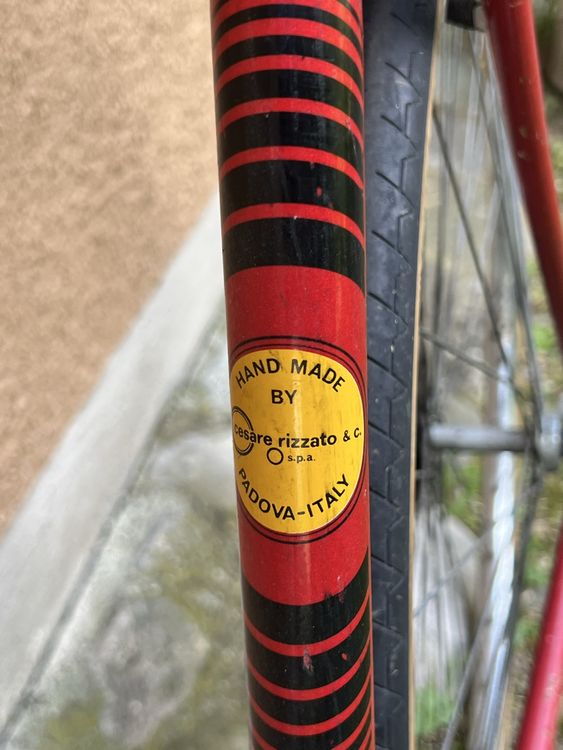 HAND MADE
BY
cesare rizzato & c.
s.p.a.
PADOVA-ITALY